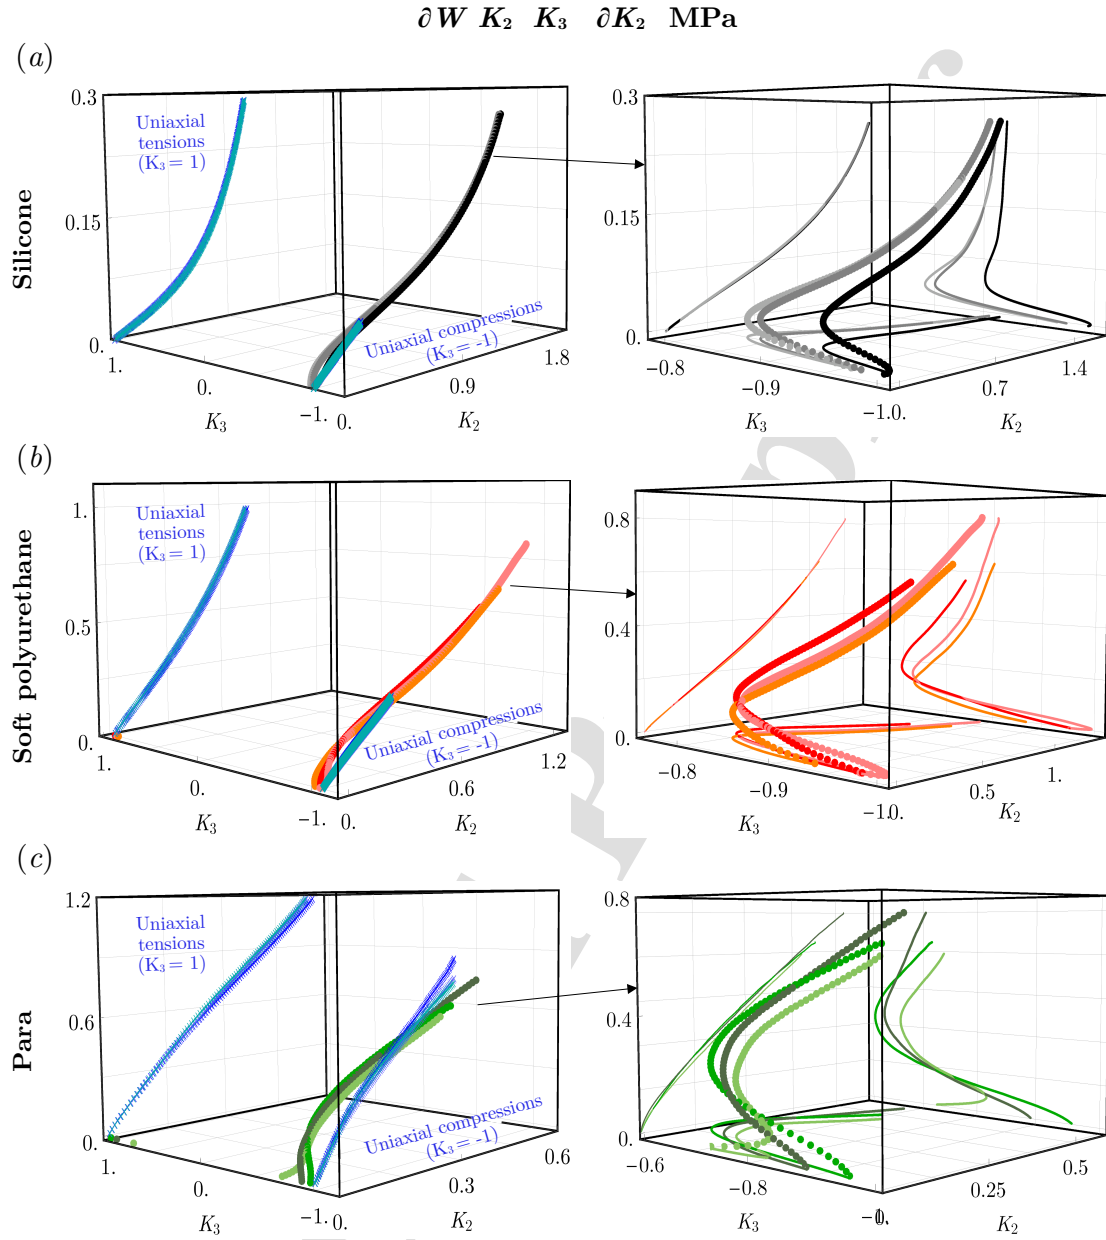 ∂W K₂ K₃ ∂K₂ MPa
(a)
Silicone
0.3
0.15
0.
1.
0.
−1.
K₃
0.
0.9
1.8
K₂
Uniaxial
tensions
(K₃ = 1)
Uniaxial compressions
(K₃ = -1)
0.3
0.15
0.
−0.8
−0.9
−1.0.
K₃
0.7
1.4
K₂
(b)
Soft polyurethane
1.
0.5
0.
1.
0.
−1.
K₃
0.
0.6
1.2
K₂
Uniaxial
tensions
(K₃ = 1)
Uniaxial compressions
(K₃ = -1)
0.8
0.4
0.
−0.8
−0.9
−10.
K₃
0.5
1.
K₂
(c)
Para
1.2
0.6
0.
1.
0.
−1.
K₃
0.
0.3
0.6
K₂
Uniaxial
tensions
(K₃ = 1)
Uniaxial compressions
(K₃ = -1)
0.8
0.4
0.
−0.6
−0.8
K₃
0.25
0.5
K₂